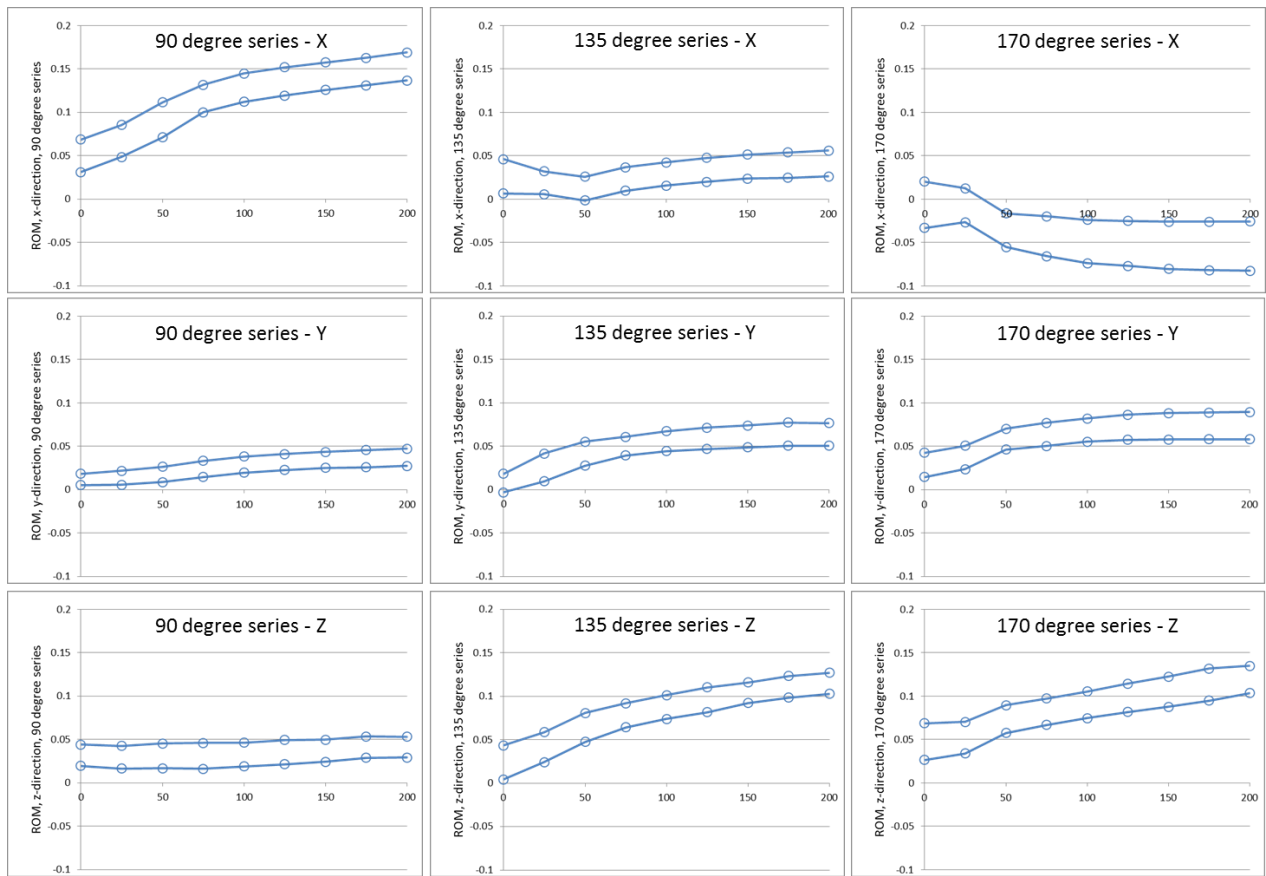 90 degree series - X
ROM, x-direction, 90 degree series
0.2
0.15
0.1
0.05
0
-0.05
-0.1
0 50 100 150 200
135 degree series - X
ROM, x-direction, 135 degree series
0.2
0.15
0.1
0.05
0
-0.05
-0.1
0 50 100 150 200
170 degree series - X
ROM, x-direction, 170 degree series
0.2
0.15
0.1
0.05
0
-0.05
-0.1
0 50 100 150 200
90 degree series - Y
ROM, y-direction, 90 degree series
0.2
0.15
0.1
0.05
0
-0.05
-0.1
0 50 100 150 200
135 degree series - Y
ROM, y-direction, 135 degree series
0.2
0.15
0.1
0.05
0
-0.05
-0.1
0 50 100 150 200
170 degree series - Y
ROM, y-direction, 170 degree series
0.2
0.15
0.1
0.05
0
-0.05
-0.1
0 50 100 150 200
90 degree series - Z
ROM, z-direction, 90 degree series
0.2
0.15
0.1
0.05
0
-0.05
-0.1
0 50 100 150 200
135 degree series - Z
ROM, z-direction, 135 degree series
0.2
0.15
0.1
0.05
0
-0.05
-0.1
0 50 100 150 200
170 degree series - Z
ROM, z-direction, 170 degree series
0.2
0.15
0.1
0.05
0
-0.05
-0.1
0 50 100 150 200